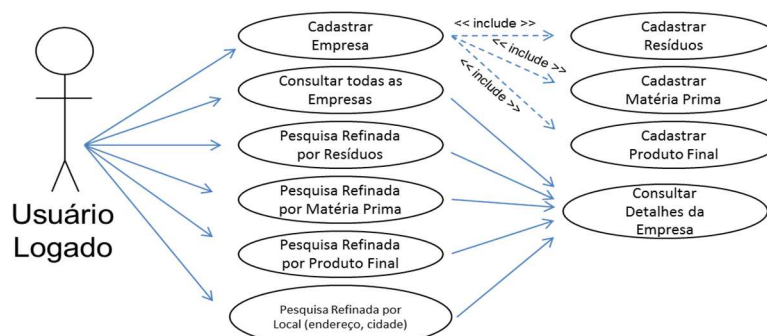 Usuário
Logado
Cadastrar
Empresa
Consultar todas as
Empresas
Pesquisa Refinada
por Resíduos
Pesquisa Refinada
por Matéria Prima
Pesquisa Refinada
por Produto Final
Pesquisa Refinada por
Local (endereço, cidade)
<< include >>
<< include >>
<< include >>
Cadastrar
Resíduos
Cadastrar
Matéria Prima
Cadastrar
Produto Final
Consultar
Detalhes da
Empresa